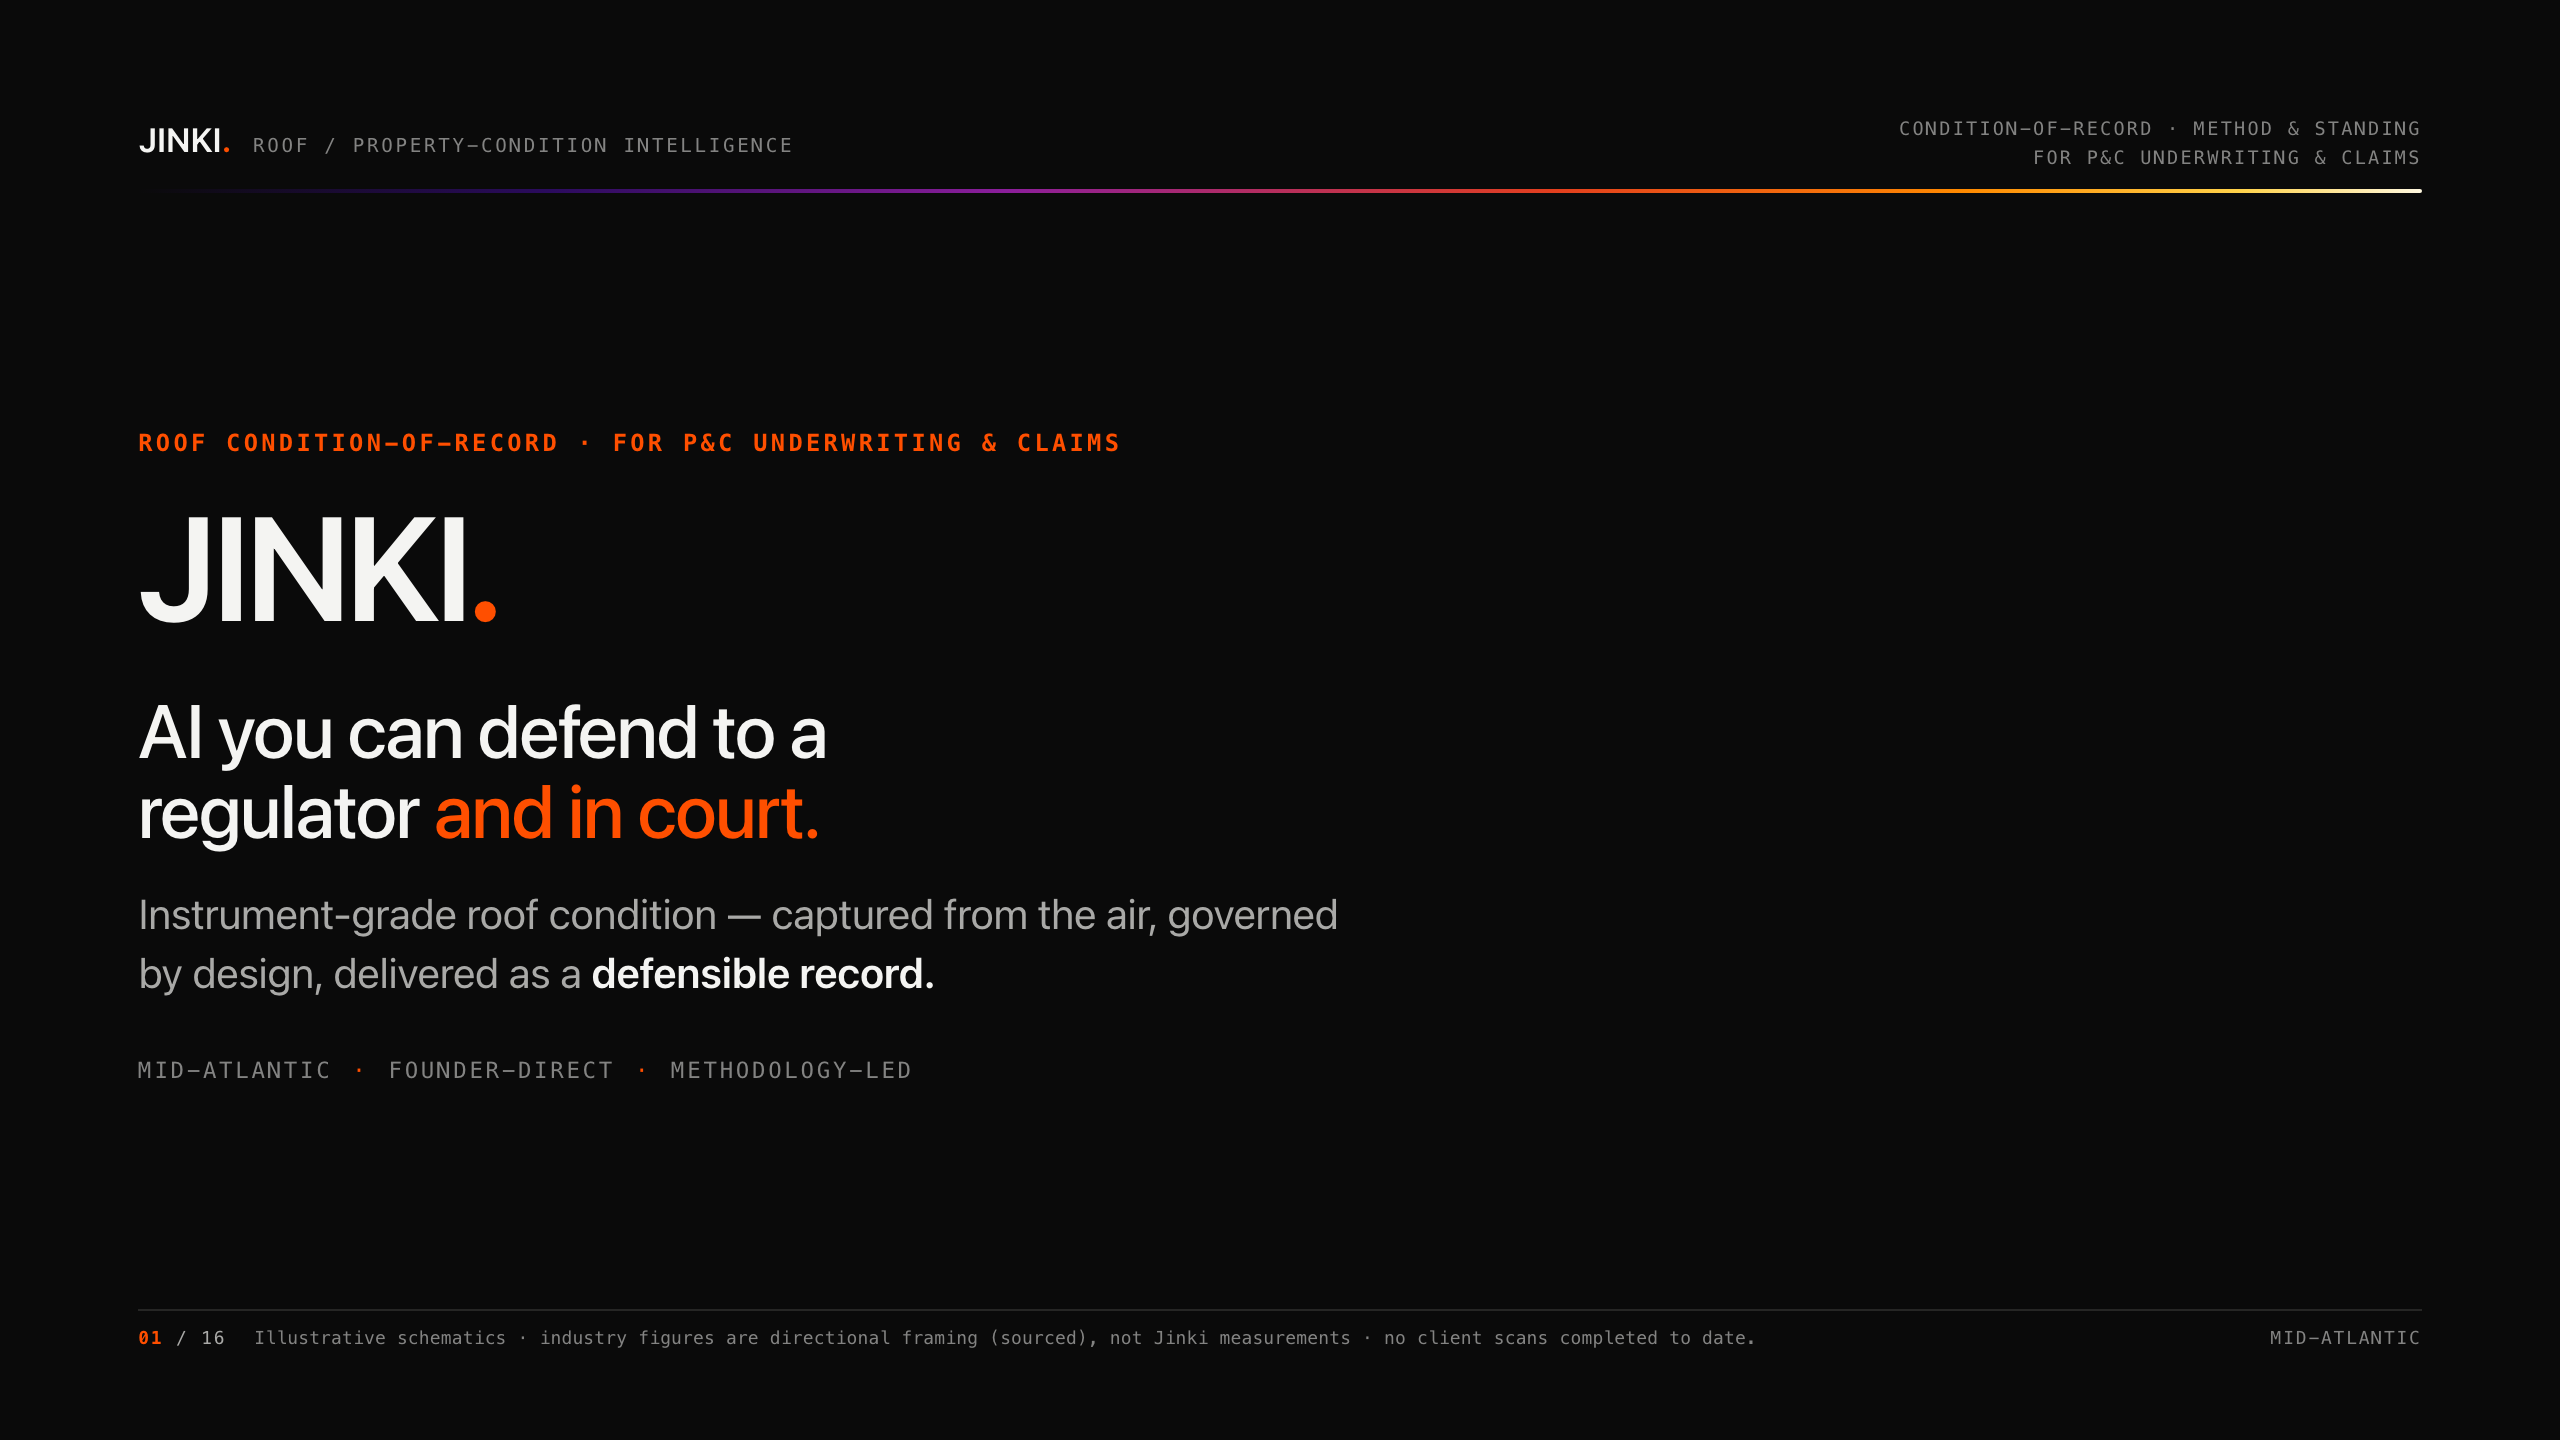 JINKI. ROOF / PROPERTY-CONDITION INTELLIGENCE
CONDITION-OF-RECORD · METHOD & STANDING
FOR P&C UNDERWRITING & CLAIMS
ROOF CONDITION-OF-RECORD · FOR P&C UNDERWRITING & CLAIMS
JINKI.
AI you can defend to a
regulator and in court.
Instrument-grade roof condition — captured from the air, governed
by design, delivered as a defensible record.
MID-ATLANTIC · FOUNDER-DIRECT · METHODOLOGY-LED
01 / 16 Illustrative schematics · industry figures are directional framing (sourced), not Jinki measurements · no client scans completed to date.
MID-ATLANTIC